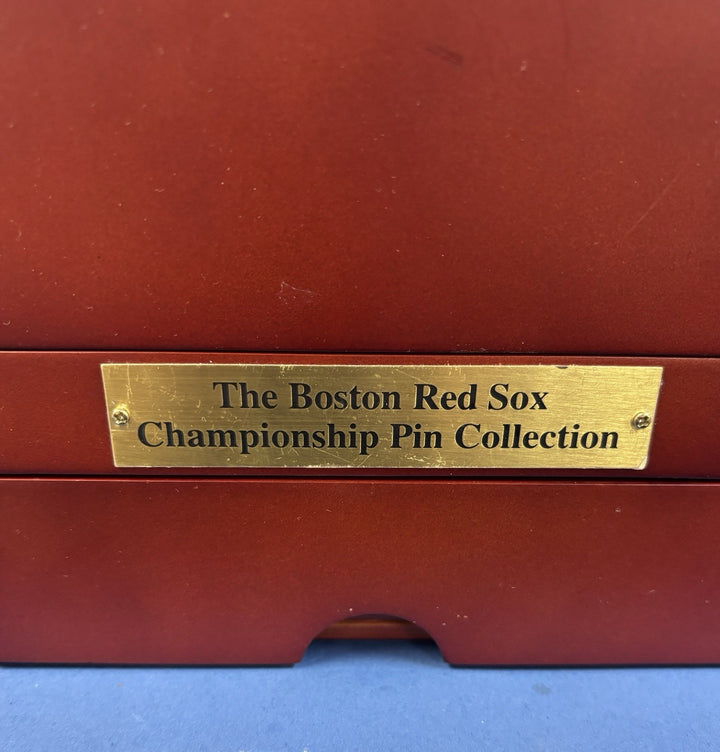 The Boston Red Sox
Championship Pin Collection